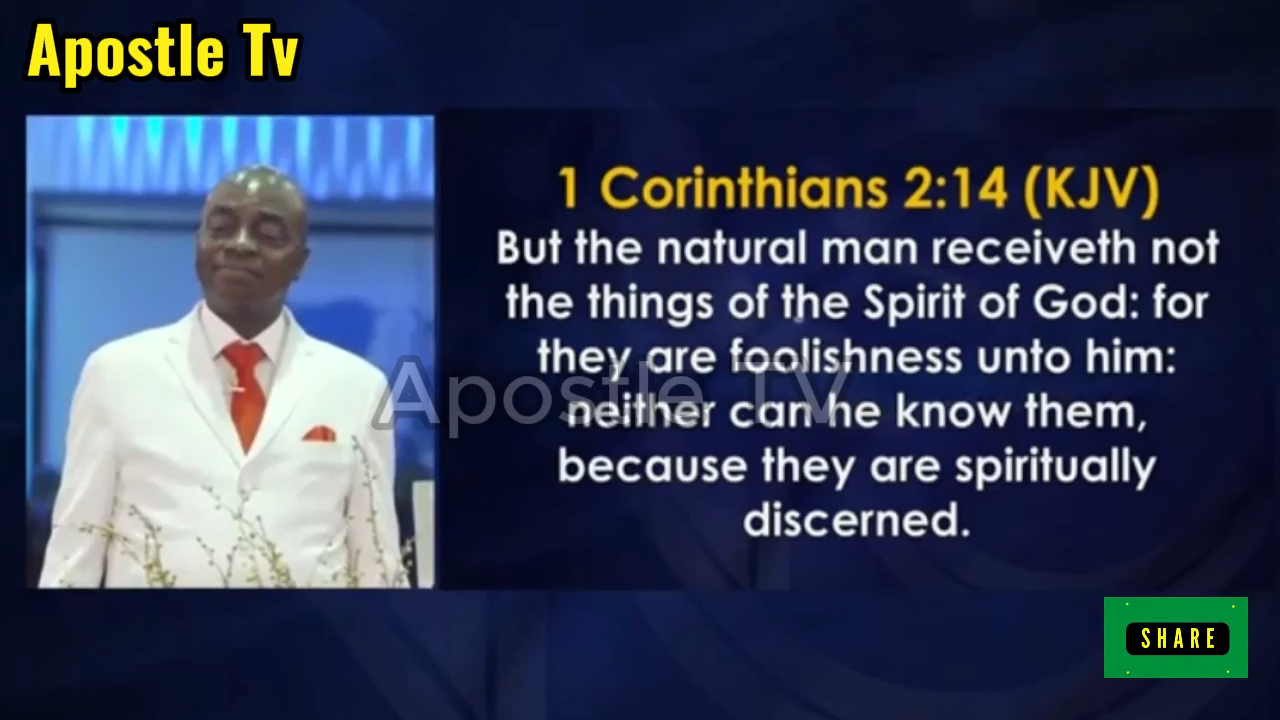 Apostle Tv
1 Corinthians 2:14 (KJV)
But the natural man receiveth not
the things of the Spirit of God: for
they are foolishness unto him:
neither can he know them,
because they are spiritually
discerned.
Apostle TV
SHARE